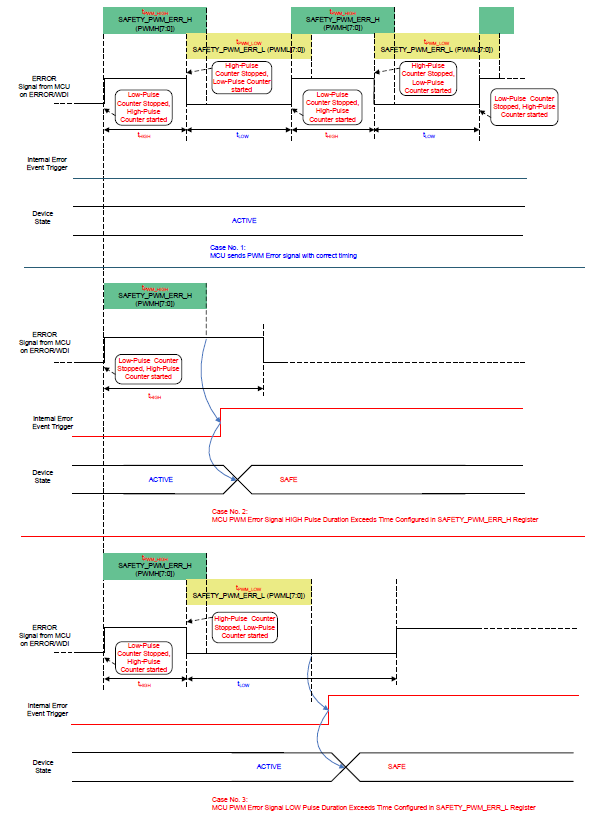 tPWM_HIGH
SAFETY_PWM_ERR_H
(PWMH[7:0])
tPWM_HIGH
SAFETY_PWM_ERR_H
(PWMH[7:0])
tPWM_LOW
SAFETY_PWM_ERR_L (PWML[7:0])
tPWM_LOW
SAFETY_PWM_ERR_L (PWML[7:0])
ERROR
Signal from MCU
on ERROR/WDI
Low-Pulse
Counter Stopped,
High-Pulse
Counter started
High-Pulse
Counter Stopped,
Low-Pulse Counter
started
Low-Pulse
Counter Stopped,
High-Pulse
Counter started
High-Pulse
Counter Stopped,
Low-Pulse
Counter started
Low-Pulse Counter
Stopped, High-Pulse
Counter started
tHIGH
tLOW
tHIGH
tLOW
Internal Error
Event Trigger
Device
State
ACTIVE
Case No. 1:
MCU sends PWM Error signal with correct timing
tPWM_HIGH
SAFETY_PWM_ERR_H
(PWMH[7:0])
ERROR
Signal from MCU
on ERROR/WDI
Low-Pulse Counter
Stopped, High-Pulse
Counter started
tHIGH
Internal Error
Event Trigger
Device
State
ACTIVE
SAFE
Case No. 2:
MCU PWM Error Signal HIGH Pulse Duration Exceeds Time Configured in SAFETY_PWM_ERR_H Register
tPWM_HIGH
SAFETY_PWM_ERR_H
(PWMH[7:0])
tPWM_LOW
SAFETY_PWM_ERR_L (PWML[7:0])
ERROR
Signal from MCU
on ERROR/WDI
High-Pulse Counter
Stopped, Low-Pulse
Counter started
Low-Pulse
Counter Stopped,
High-Pulse
Counter started
tHIGH
tLOW
Internal Error
Event Trigger
Device
State
ACTIVE
SAFE
Case No. 3:
MCU PWM Error Signal LOW Pulse Duration Exceeds Time Configured in SAFETY_PWM_ERR_L Register